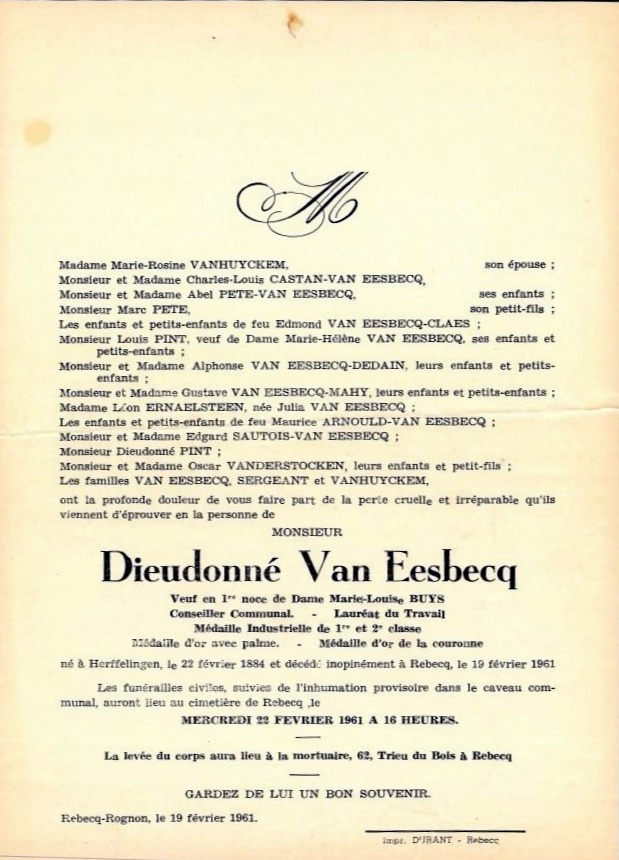 M
Madame Marie-Rosine VANHUYCKEM, son épouse ;
Monsieur et Madame Charles-Louis CASTAN-VAN EESBECQ,
Monsieur et Madame Abel PETE-VAN EESBECQ, ses enfants ;
Monsieur Marc PETE, son petit-fils ;
Les enfants et petits-enfants de feu Edmond VAN EESBECQ-CLAES ;
Monsieur Louis PINT, veuf de Dame Marie-Hélène VAN EESBECQ, ses enfants et
petits-enfants ;
Monsieur et Madame Alphonse VAN EESBECQ-DEDAIN, leurs enfants et petits-
enfants ;
Monsieur et Madame Gustave VAN EESBECQ-MAHY, leurs enfants et petits-enfants ;
Madame Léon ERNAELSTEEN, née Julia VAN EESBECQ ;
Les enfants et petits-enfants de feu Maurice ARNOULD-VAN EESBECQ ;
Monsieur et Madame Edgard SAUTOIS-VAN EESBECQ ;
Monsieur Dieudonné PINT ;
Monsieur et Madame Oscar VANDERSTOCKEN, leurs enfants et petit-fils ;
Les familles VAN EESBECQ, SERGEANT et VANHUYCKEM,
ont la profonde douleur de vous faire part de la perte cruelle et irréparable qu'ils
viennent d'éprouver en la personne de
MONSIEUR
Dieudonné Van Eesbecq
Veuf en 1re noce de Dame Marie-Louise BUYS
Conseiller Communal. - Lauréat du Travail
Médaille Industrielle de 1re et 2e classe
Médaille d'or avec palme. - Médaille d'or de la couronne
né à Herffelingen, le 22 février 1884 et décédé inopinément à Rebecq, le 19 février 1961
Les funérailles civiles, suivies de l'inhumation provisoire dans le caveau com-
munal, auront lieu au cimetière de Rebecq ,le
MERCREDI 22 FEVRIER 1961 A 16 HEURES.
La levée du corps aura lieu à la mortuaire, 62, Trieu du Bois à Rebecq
GARDEZ DE LUI UN BON SOUVENIR.
Rebecq-Rognon, le 19 février 1961.
Impr. D'URANT - Rebecq